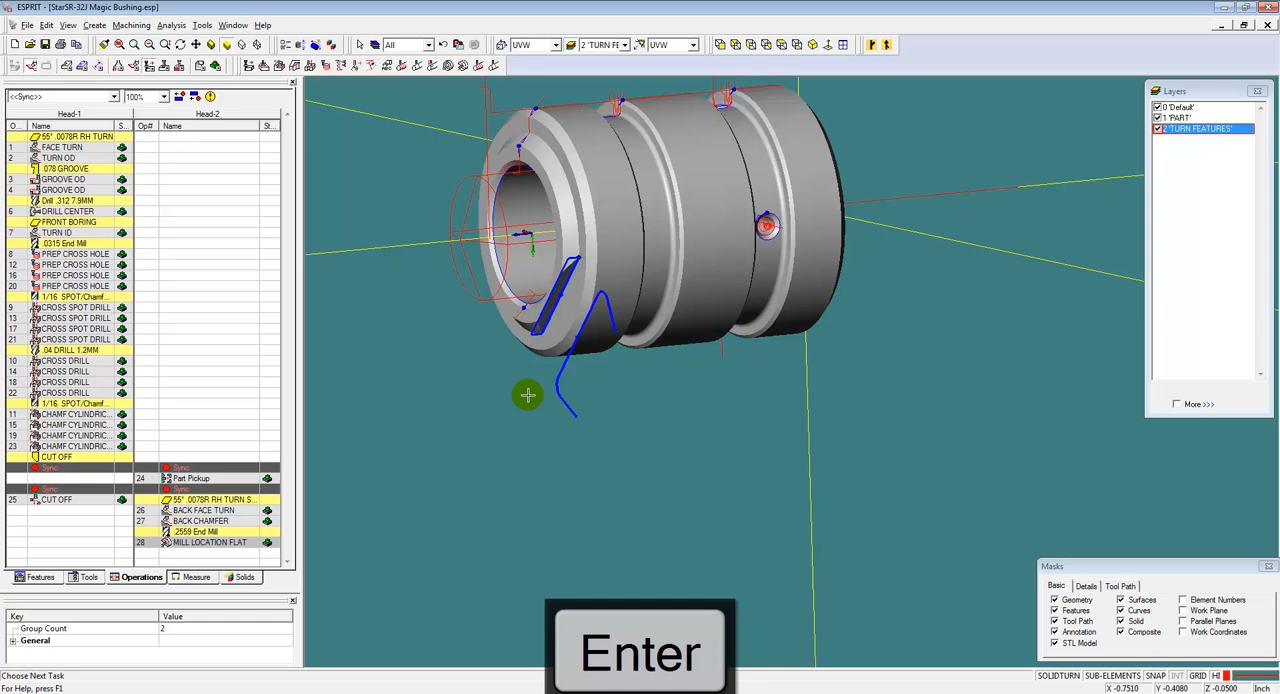 ESPRIT - [StarSR-32J Magic Bushing.esp]
File Edit View Create Machining Analysis Tools Window Help
All UVW 2 'TURN FE UVW
<<Sync>> 100%
Head-1 Head-2
O... Name S... Op# Name St...
55° .0078R RH TURN
1 FACE TURN
2 TURN OD
.078 GROOVE
3 GROOVE OD
4 GROOVE OD
Drill .312 7.9MM
6 DRILL CENTER
FRONT BORING
7 TURN ID
.0315 End Mill
8 PREP CROSS HOLE
12 PREP CROSS HOLE
16 PREP CROSS HOLE
20 PREP CROSS HOLE
1/16 SPOT/Chamf...
9 CROSS SPOT DRILL
13 CROSS SPOT DRILL
17 CROSS SPOT DRILL
21 CROSS SPOT DRILL
.04 DRILL 1.2MM
10 CROSS DRILL
14 CROSS DRILL
18 CROSS DRILL
22 CROSS DRILL
1/16 SPOT/Chamf...
11 CHAMF CYLINDRIC...
15 CHAMF CYLINDRIC...
19 CHAMF CYLINDRIC...
23 CHAMF CYLINDRIC...
CUT OFF
Sync Sync
24 Part Pickup
Sync Sync
25 CUT OFF 55° .0078R RH TURN S...
26 BACK FACE TURN
27 BACK CHAMFER
.2559 End Mill
28 MILL LOCATION FLAT
Features Tools Operations Measure Solids
Key Value
Group Count 2
General
Layers
0 'Default'
1 'PART'
2 'TURN FEATURES'
More >>>
Masks
Basic Details Tool Path
Geometry Surfaces Element Numbers
Features Curves Work Plane
Tool Path Solid Parallel Planes
Annotation Composite Work Coordinates
STL Model
Enter
Choose Next Task
SOLIDTURN SUB-ELEMENTS SNAP INT GRID HI
For Help, press F1
X -0.7510 Y -0.4080 Z -0.0500 Inch